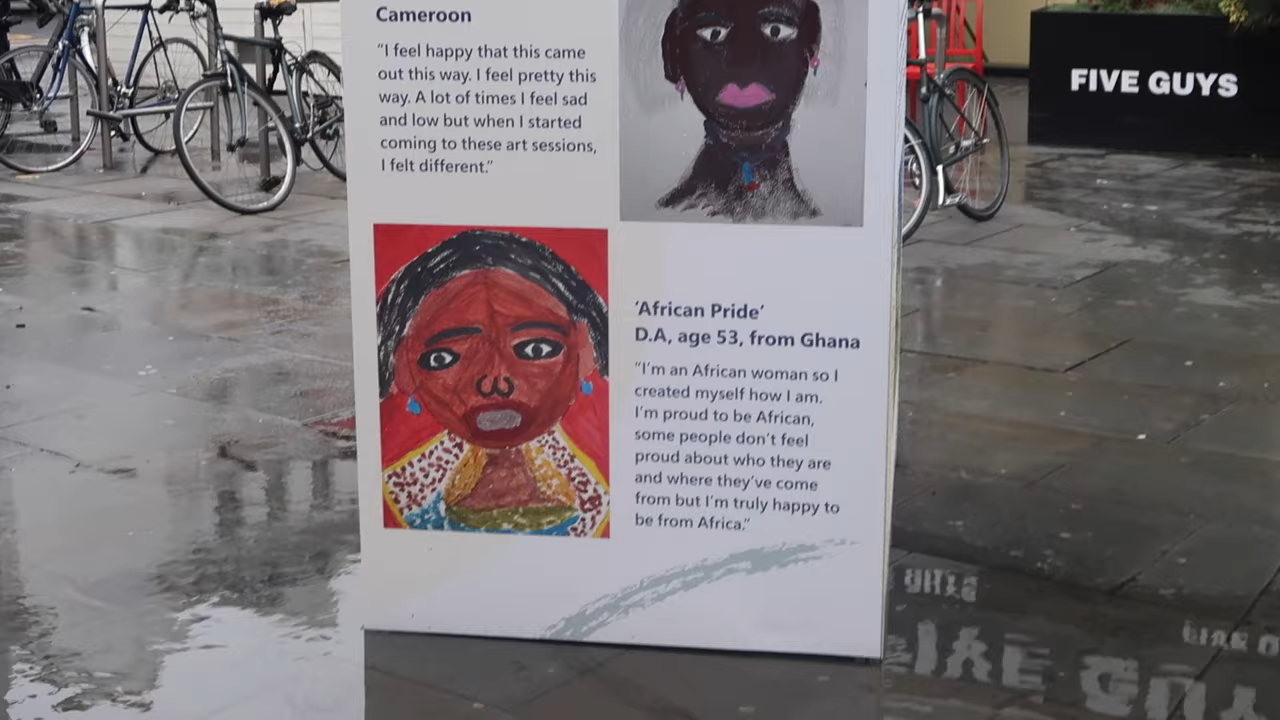 Cameroon
"I feel happy that this came
out this way. I feel pretty this
way. A lot of times I feel sad
and low but when I started
coming to these art sessions,
I felt different."
FIVE GUYS
'African Pride'
D.A, age 53, from Ghana
"I'm an African woman so I
created myself how I am.
I'm proud to be African,
some people don't feel
proud about who they are
and where they've come
from but I'm truly happy to
be from Africa."